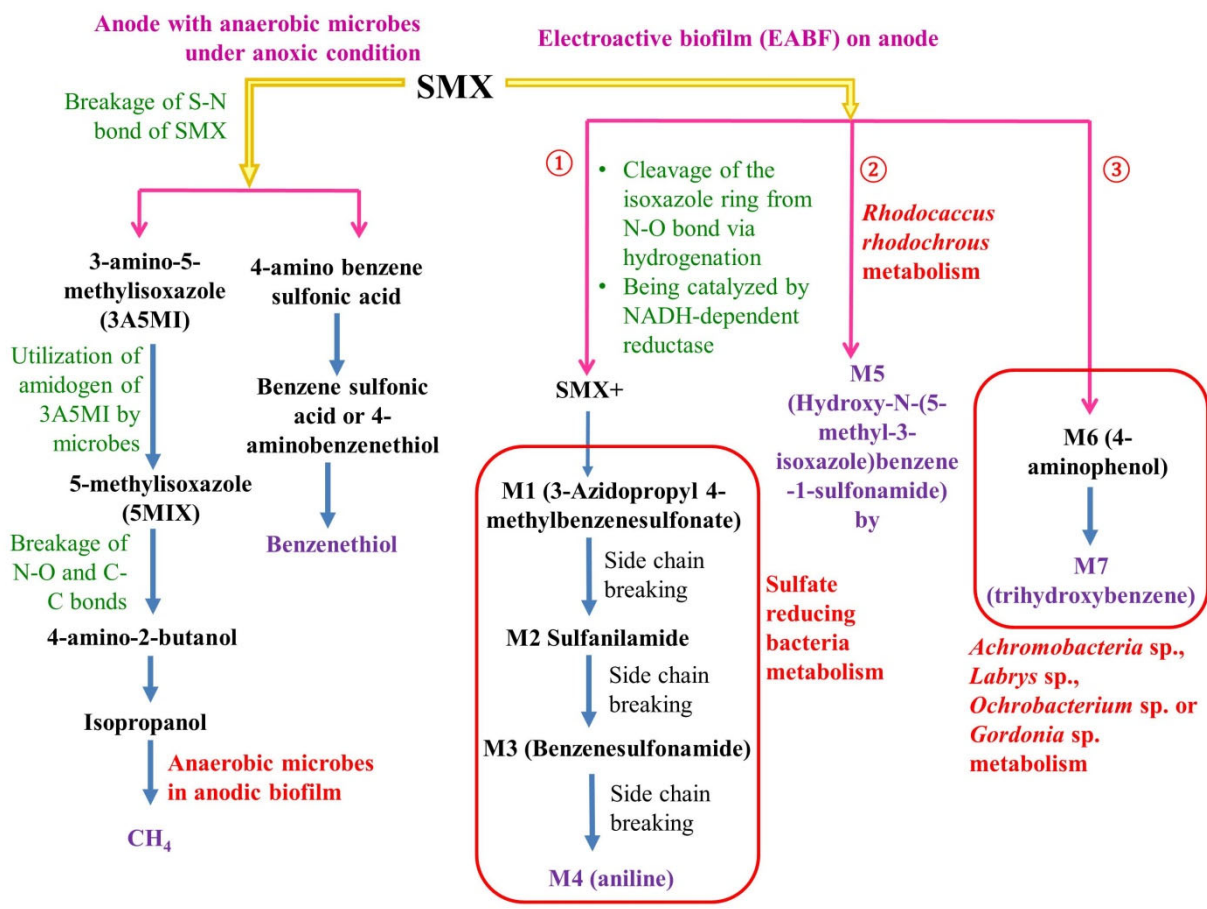 Anode with anaerobic microbes
under anoxic condition
Electroactive biofilm (EABF) on anode
SMX
Breakage of S-N
bond of SMX
3-amino-5-
methylisoxazole
(3A5MI)
4-amino benzene
sulfonic acid
Utilization of
amidogen of
3A5MI by
microbes
Benzene sulfonic
acid or 4-
aminobenzenethiol
5-methylisoxazole
(5MIX)
Benzenethiol
Breakage of
N-O and C-
C bonds
4-amino-2-butanol
Isopropanol
Anaerobic microbes
in anodic biofilm
CH₄
①
• Cleavage of the
isoxazole ring from
N-O bond via
hydrogenation
• Being catalyzed by
NADH-dependent
reductase
SMX+
M1 (3-Azidopropyl 4-
methylbenzenesulfonate)
Side chain
breaking
M2 Sulfanilamide
Side chain
breaking
M3 (Benzenesulfonamide)
Side chain
breaking
M4 (aniline)
Sulfate
reducing
bacteria
metabolism
②
Rhodocaccus
rhodochrous
metabolism
M5
(Hydroxy-N-(5-
methyl-3-
isoxazole)benzene
-1-sulfonamide)
by
③
M6 (4-
aminophenol)
M7
(trihydroxybenzene)
Achromobacteria sp.,
Labrys sp.,
Ochrobacterium sp. or
Gordonia sp.
metabolism